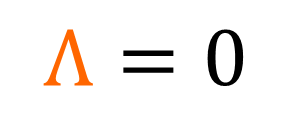 Λ = 0